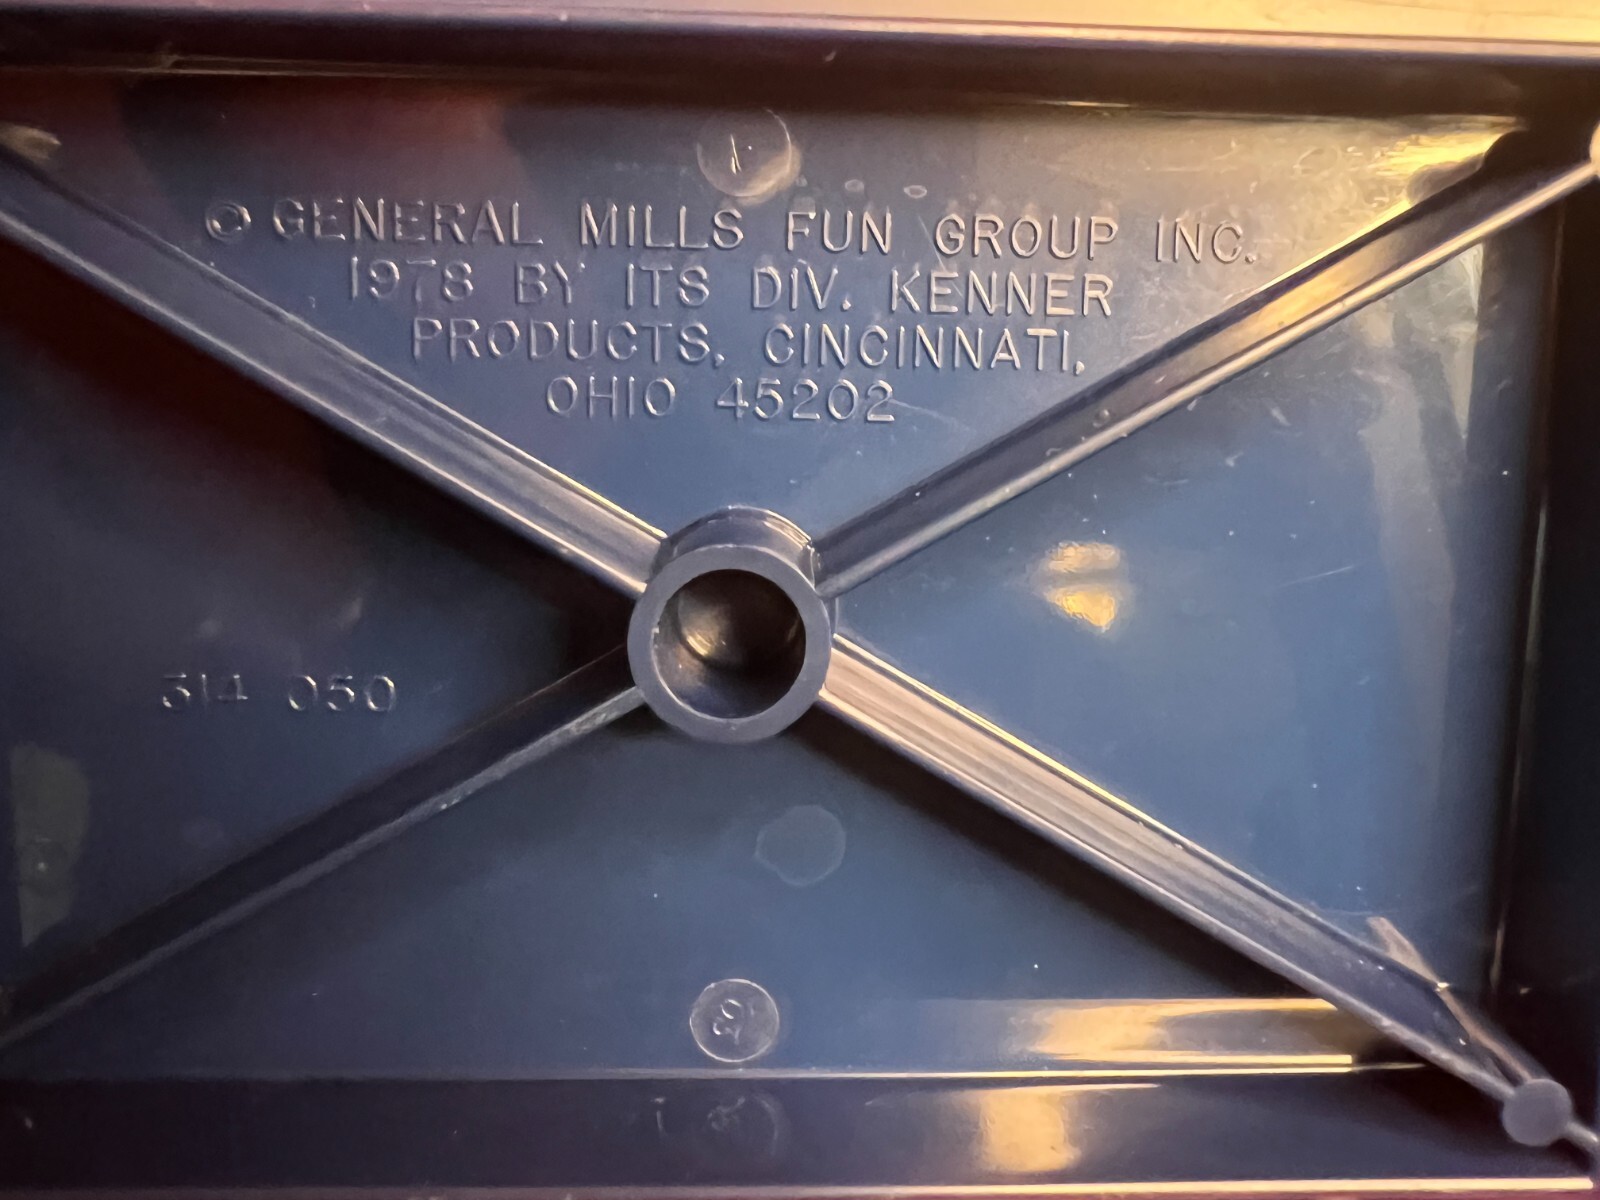 © GENERAL MILLS FUN GROUP INC.
1978 BY ITS DIV. KENNER
PRODUCTS, CINCINNATI,
OHIO 45202
314 050